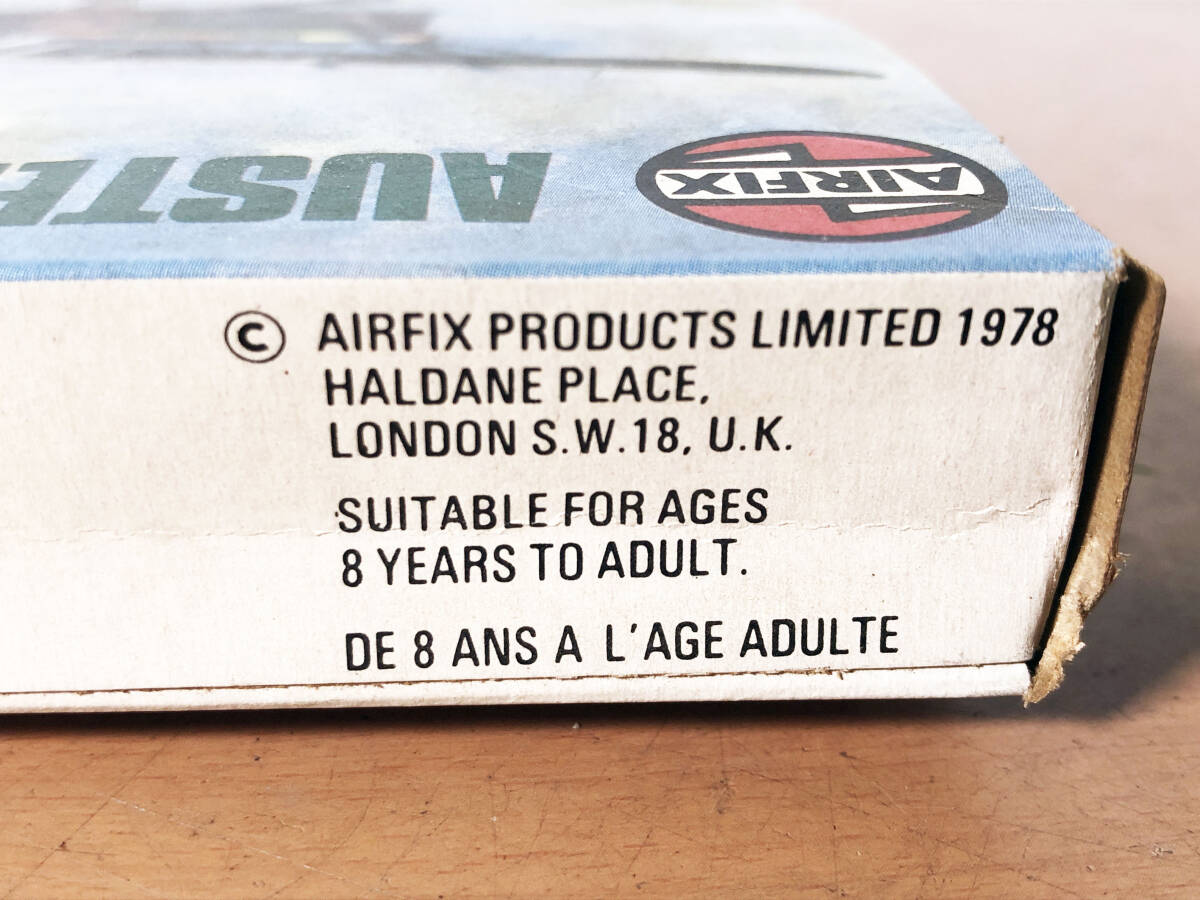 AIRFIX
AUSTE
© AIRFIX PRODUCTS LIMITED 1978
HALDANE PLACE,
LONDON S.W.18, U.K.
SUITABLE FOR AGES
8 YEARS TO ADULT.
DE 8 ANS A L'AGE ADULTE